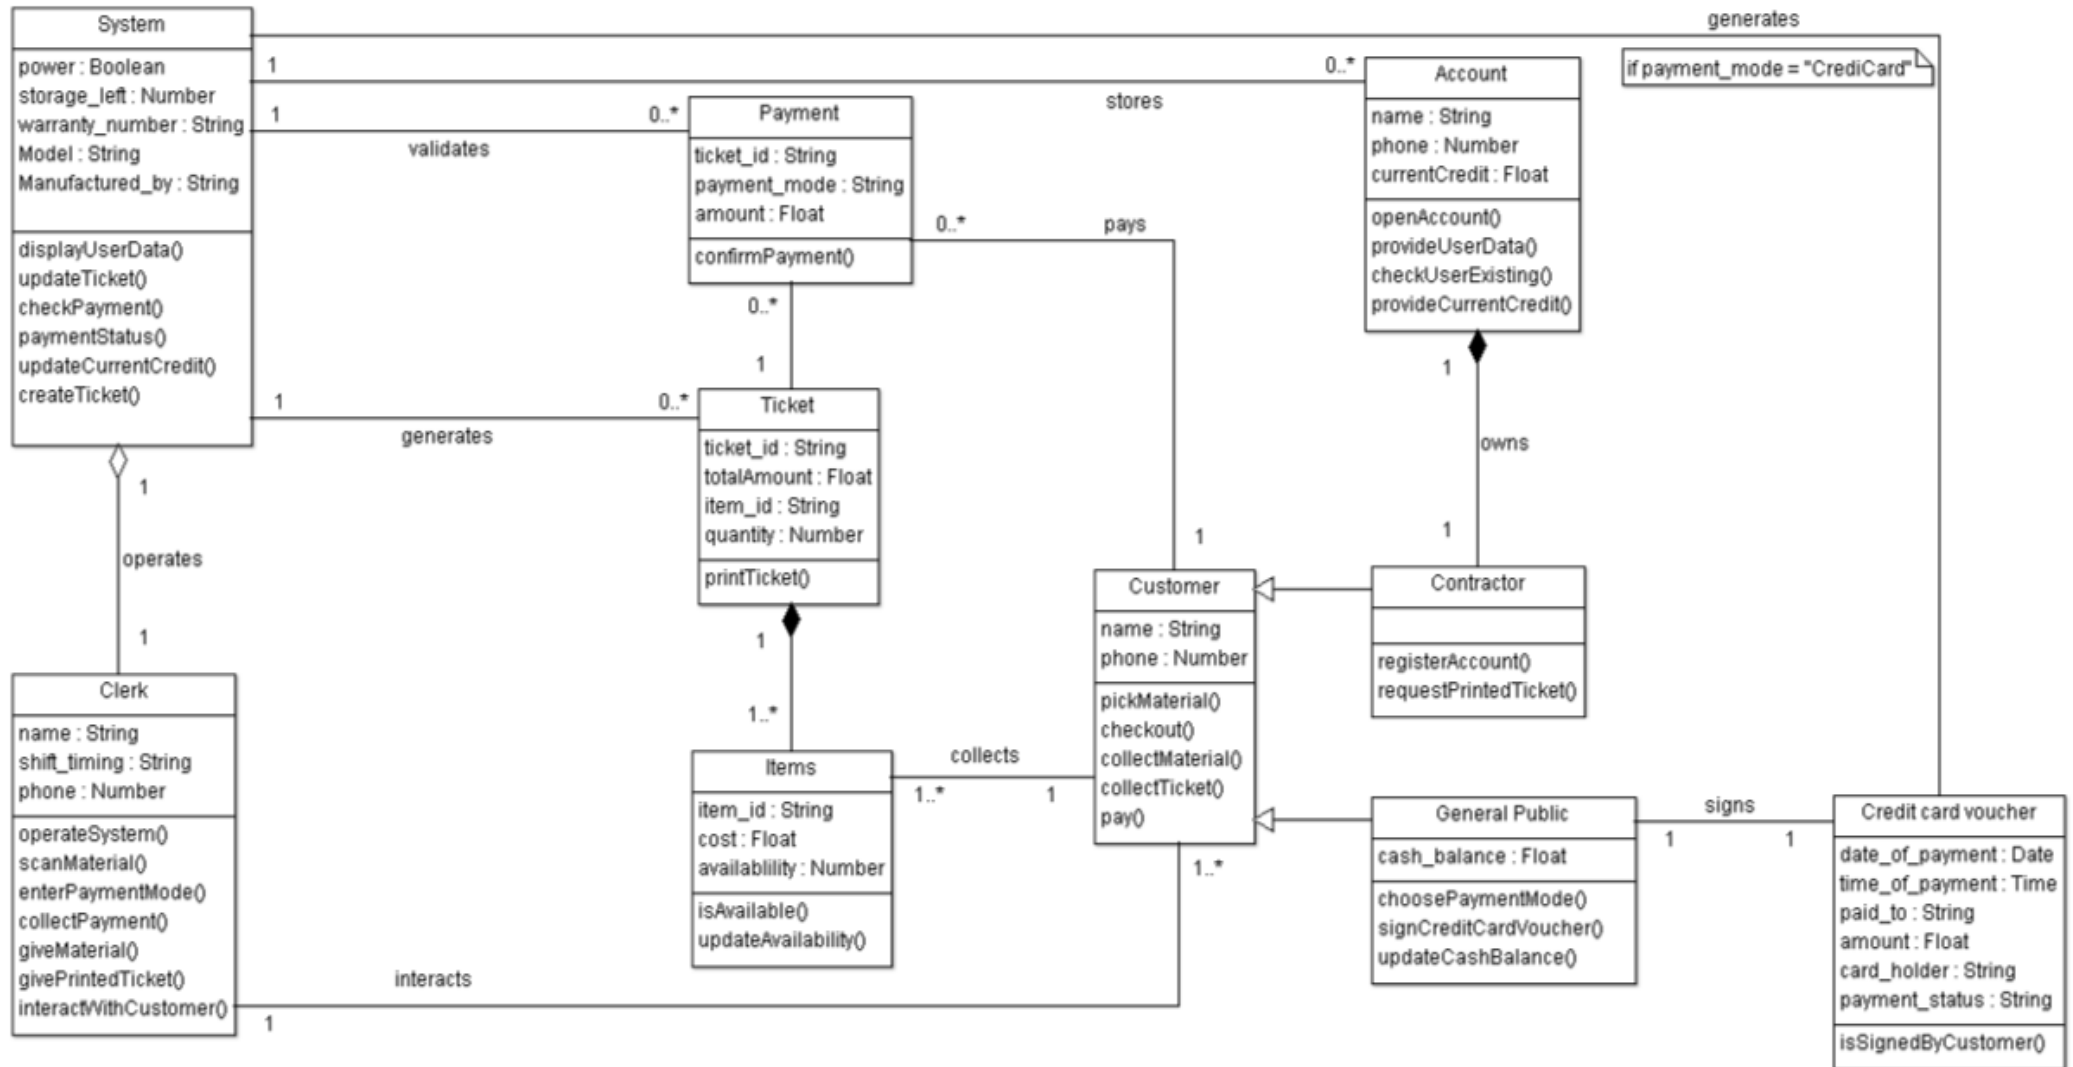 System
power : Boolean
storage_left : Number
warranty_number : String
Model : String
Manufactured_by : String
displayUserData()
updateTicket()
checkPayment()
paymentStatus()
updateCurrentCredit()
createTicket()
generates
if payment_mode = "CrediCard"
1
0..*
stores
1
0..*
validates
Payment
ticket_id : String
payment_mode : String
amount : Float
confirmPayment()
Account
name : String
phone : Number
currentCredit : Float
openAccount()
provideUserData()
checkUserExisting()
provideCurrentCredit()
0..*
pays
1
0..*
1
1
0..*
generates
Ticket
ticket_id : String
totalAmount : Float
item_id : String
quantity : Number
printTicket()
1
owns
1
1
operates
1
1
1..*
Clerk
name : String
shift_timing : String
phone : Number
operateSystem()
scanMaterial()
enterPaymentMode()
collectPayment()
giveMaterial()
givePrintedTicket()
interactWithCustomer()
Items
item_id : String
cost : Float
availablility : Number
isAvailable()
updateAvailability()
collects
1..*
1
Customer
name : String
phone : Number
pickMaterial()
checkout()
collectMaterial()
collectTicket()
pay()
1..*
interacts
1
Contractor
registerAccount()
requestPrintedTicket()
General Public
cash_balance : Float
choosePaymentMode()
signCreditCardVoucher()
updateCashBalance()
signs
1
1
Credit card voucher
date_of_payment : Date
time_of_payment : Time
paid_to : String
amount : Float
card_holder : String
payment_status : String
isSignedByCustomer()